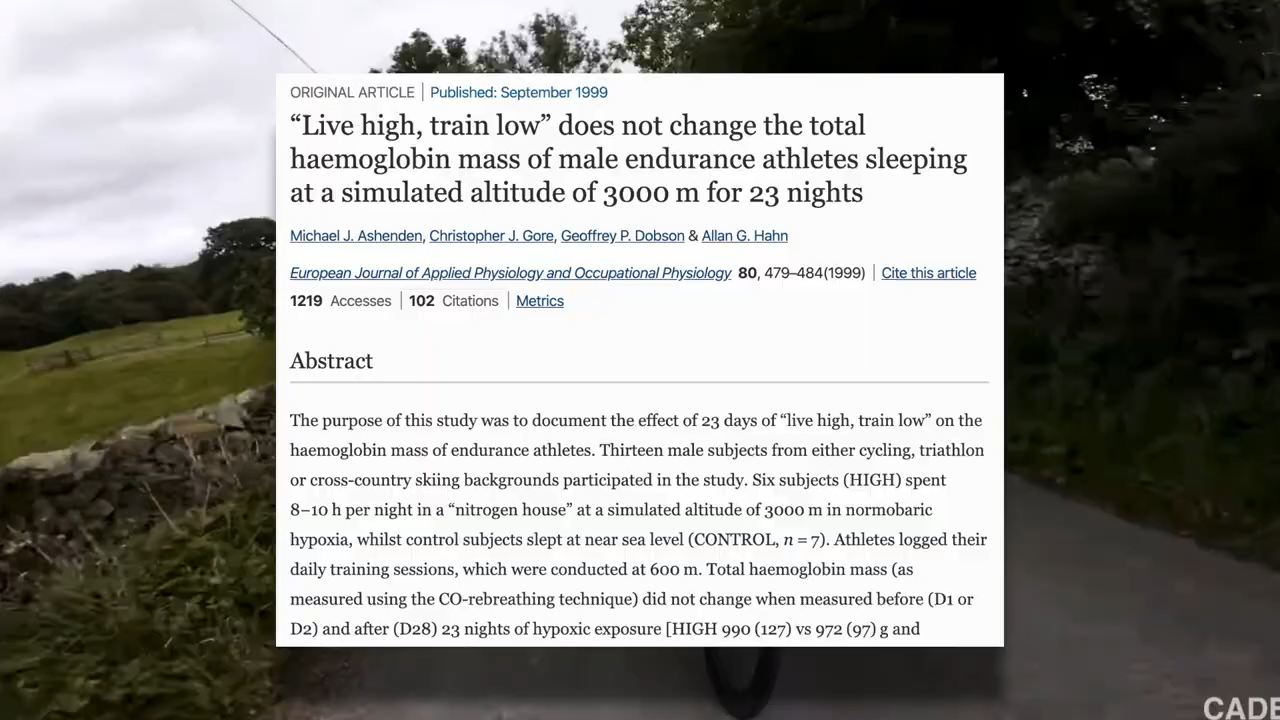 ORIGINAL ARTICLE | Published: September 1999
“Live high, train low” does not change the total
haemoglobin mass of male endurance athletes sleeping
at a simulated altitude of 3000 m for 23 nights
Michael J. Ashenden, Christopher J. Gore, Geoffrey P. Dobson & Allan G. Hahn
European Journal of Applied Physiology and Occupational Physiology 80, 479–484(1999) | Cite this article
1219 Accesses | 102 Citations | Metrics
Abstract
The purpose of this study was to document the effect of 23 days of “live high, train low” on the
haemoglobin mass of endurance athletes. Thirteen male subjects from either cycling, triathlon
or cross-country skiing backgrounds participated in the study. Six subjects (HIGH) spent
8–10 h per night in a “nitrogen house” at a simulated altitude of 3000 m in normobaric
hypoxia, whilst control subjects slept at near sea level (CONTROL, n = 7). Athletes logged their
daily training sessions, which were conducted at 600 m. Total haemoglobin mass (as
measured using the CO-rebreathing technique) did not change when measured before (D1 or
D2) and after (D28) 23 nights of hypoxic exposure [HIGH 990 (127) vs 972 (97) g and